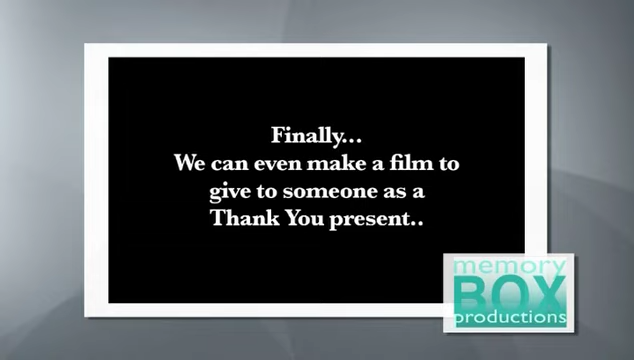 Finally...
We can even make a film to
give to someone as a
Thank You present..
memory
BOX
productions